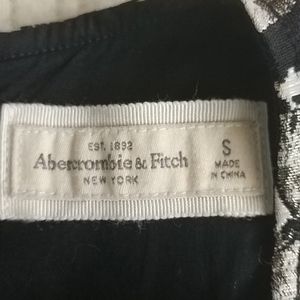 EST. 1892
Abercrombie & Fitch
NEW YORK
S
MADE
IN CHINA